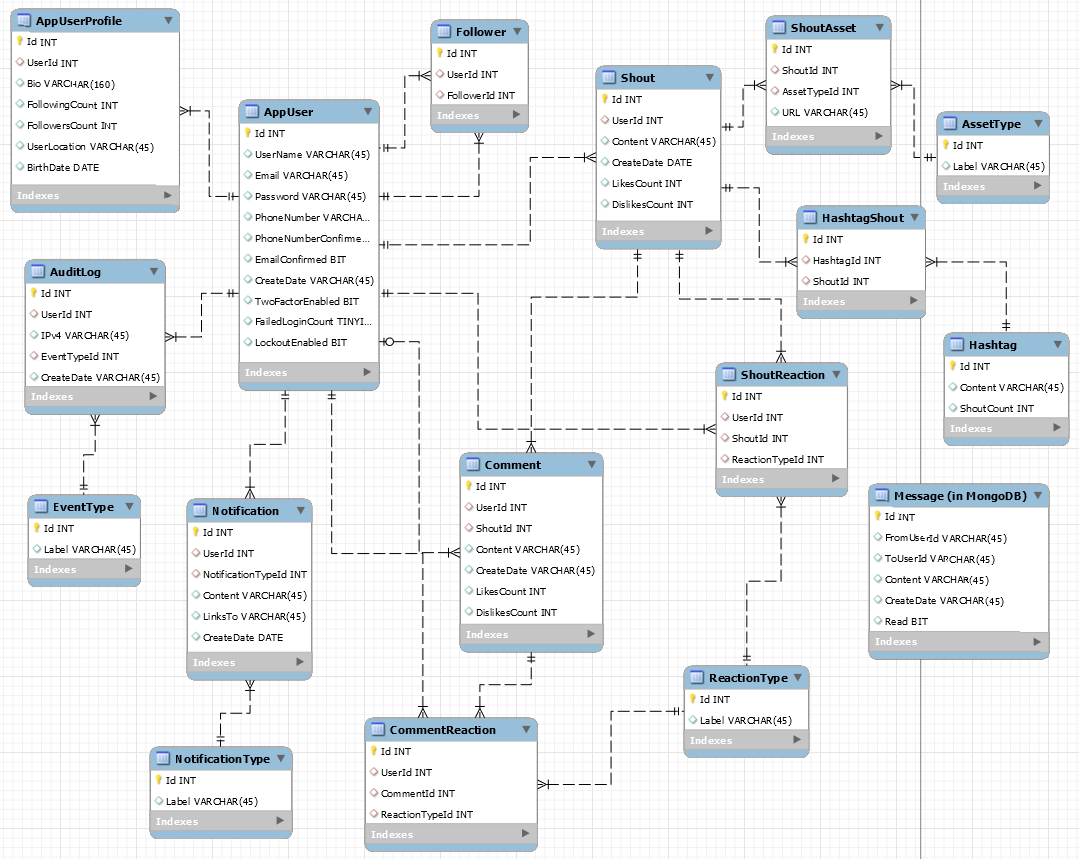 AppUserProfile
Id INT
UserId INT
Bio VARCHAR(160)
FollowingCount INT
FollowersCount INT
UserLocation VARCHAR(45)
BirthDate DATE
Indexes
AppUser
Id INT
UserName VARCHAR(45)
Email VARCHAR(45)
Password VARCHAR(45)
PhoneNumber VARCHA...
PhoneNumberConfirme...
EmailConfirmed BIT
CreateDate VARCHAR(45)
TwoFactorEnabled BIT
FailedLoginCount TINYI...
LockoutEnabled BIT
Indexes
Follower
Id INT
UserId INT
FollowerId INT
Indexes
Shout
Id INT
UserId INT
Content VARCHAR(45)
CreateDate DATE
LikesCount INT
DislikesCount INT
Indexes
ShoutAsset
Id INT
ShoutId INT
AssetTypeId INT
URL VARCHAR(45)
Indexes
AssetType
Id INT
Label VARCHAR(45)
Indexes
HashtagShout
Id INT
HashtagId INT
ShoutId INT
Indexes
Hashtag
Id INT
Content VARCHAR(45)
ShoutCount INT
Indexes
AuditLog
Id INT
UserId INT
IPv4 VARCHAR(45)
EventTypeId INT
CreateDate VARCHAR(45)
Indexes
EventType
Id INT
Label VARCHAR(45)
Indexes
Notification
Id INT
UserId INT
NotificationTypeId INT
Content VARCHAR(45)
LinksTo VARCHAR(45)
CreateDate DATE
Indexes
NotificationType
Id INT
Label VARCHAR(45)
Indexes
Comment
Id INT
UserId INT
ShoutId INT
Content VARCHAR(45)
CreateDate VARCHAR(45)
LikesCount INT
DislikesCount INT
Indexes
CommentReaction
Id INT
UserId INT
CommentId INT
ReactionTypeId INT
Indexes
ShoutReaction
Id INT
UserId INT
ShoutId INT
ReactionTypeId INT
Indexes
ReactionType
Id INT
Label VARCHAR(45)
Indexes
Message (in MongoDB)
Id INT
FromUserId VARCHAR(45)
ToUserId VARCHAR(45)
Content VARCHAR(45)
CreateDate VARCHAR(45)
Read BIT
Indexes